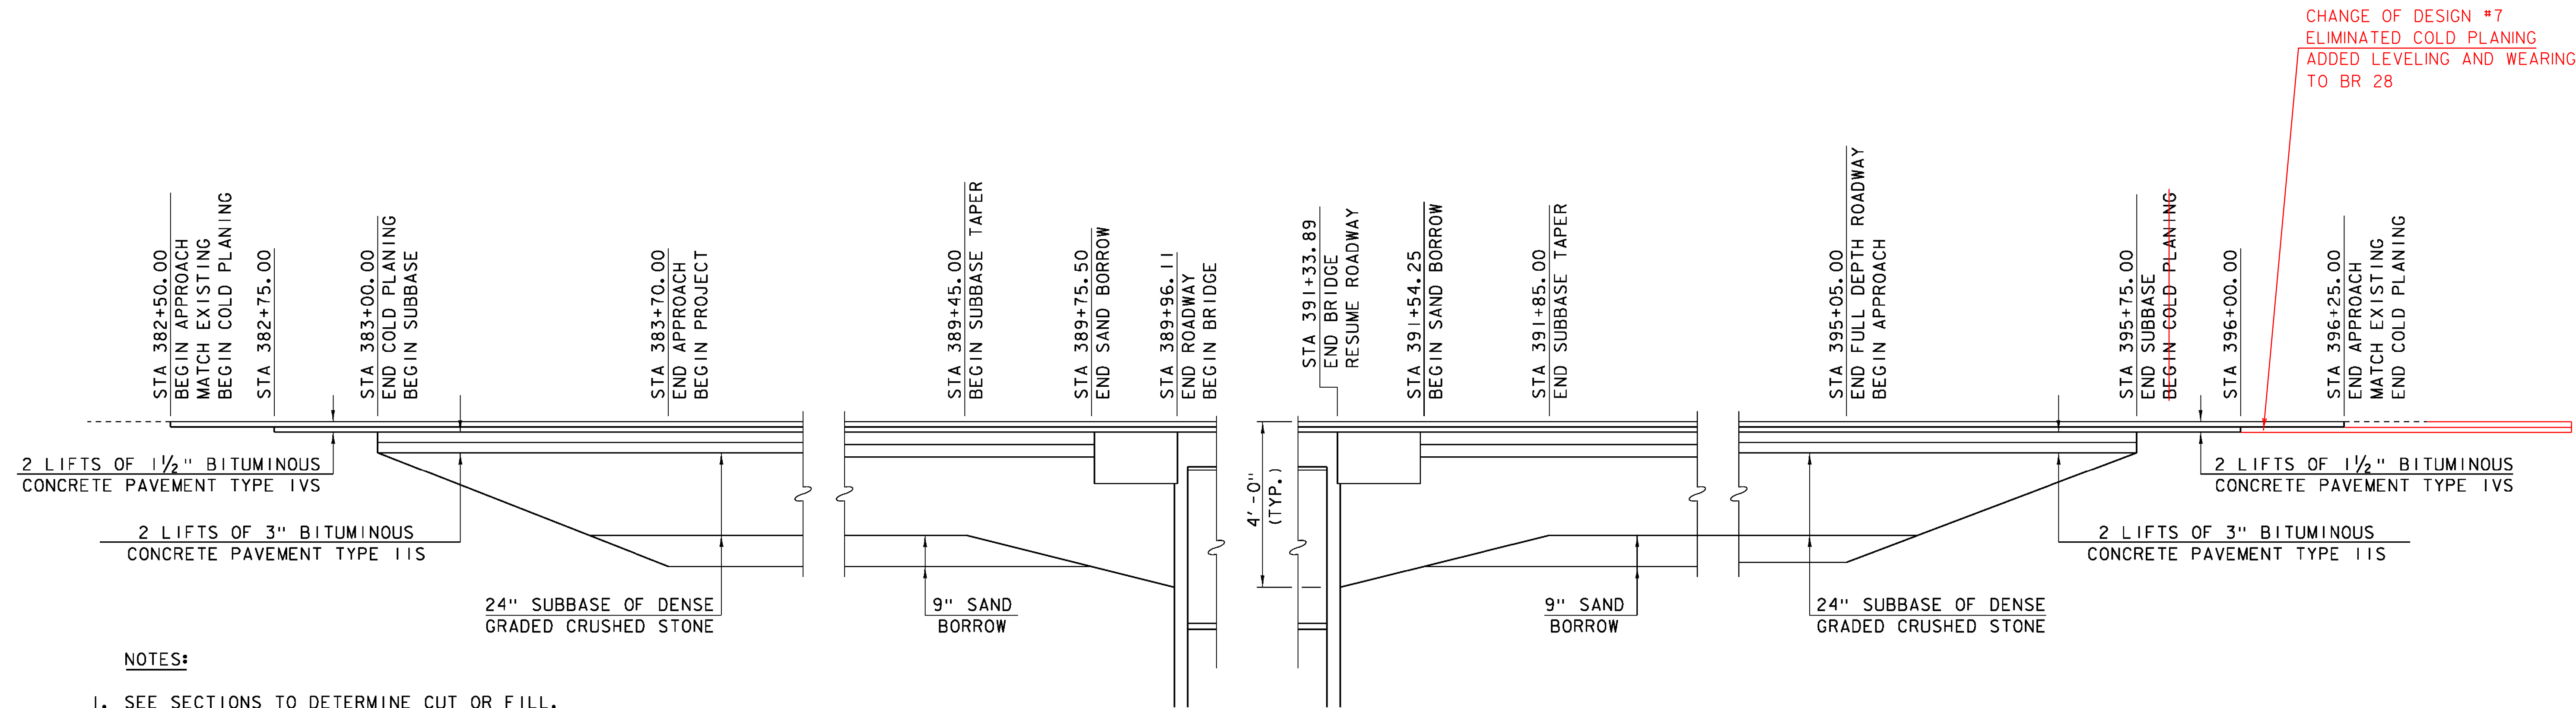 CHANGE OF DESIGN #7
ELIMINATED COLD PLANING
ADDED LEVELING AND WEARING
TO BR 28
STA 382+50.00
BEGIN APPROACH
MATCH EXISTING
BEGIN COLD PLANING
STA 382+75.00
STA 383+00.00
END COLD PLANING
BEGIN SUBBASE
STA 383+70.00
END APPROACH
BEGIN PROJECT
STA 389+45.00
BEGIN SUBBASE TAPER
STA 389+75.50
END SAND BORROW
STA 389+96.11
END ROADWAY
BEGIN BRIDGE
STA 391+33.89
END BRIDGE
RESUME ROADWAY
STA 391+54.25
BEGIN SAND BORROW
STA 391+85.00
END SUBBASE TAPER
STA 395+05.00
END FULL DEPTH ROADWAY
BEGIN APPROACH
STA 395+75.00
END SUBBASE
BEGIN COLD PLANING
STA 396+00.00
STA 396+25.00
END APPROACH
MATCH EXISTING
END COLD PLANING
2 LIFTS OF 1½" BITUMINOUS
CONCRETE PAVEMENT TYPE IVS
2 LIFTS OF 3" BITUMINOUS
CONCRETE PAVEMENT TYPE IIS
24" SUBBASE OF DENSE
GRADED CRUSHED STONE
9" SAND
BORROW
4'-0"
(TYP.)
9" SAND
BORROW
24" SUBBASE OF DENSE
GRADED CRUSHED STONE
2 LIFTS OF 3" BITUMINOUS
CONCRETE PAVEMENT TYPE IIS
2 LIFTS OF 1½" BITUMINOUS
CONCRETE PAVEMENT TYPE IVS
NOTES:
1. SEE SECTIONS TO DETERMINE CUT OR FILL.